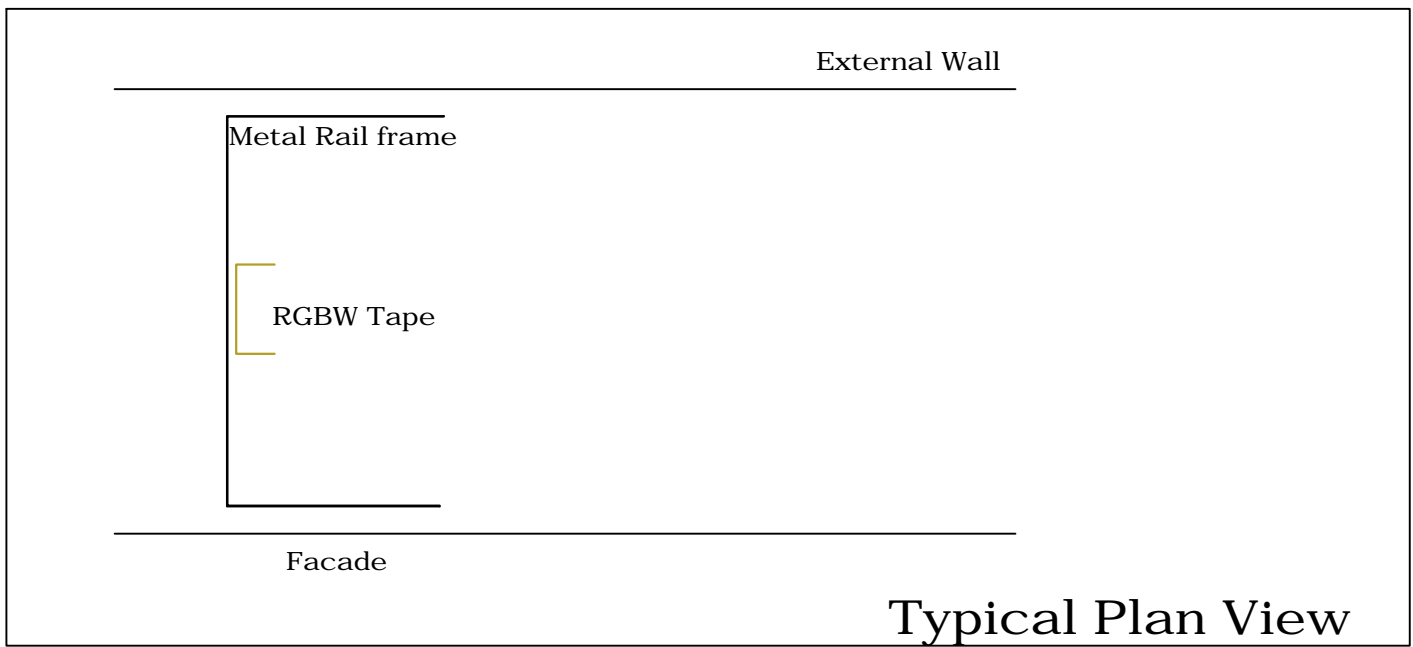 External Wall
Metal Rail frame
RGBW Tape
Facade
Typical Plan View